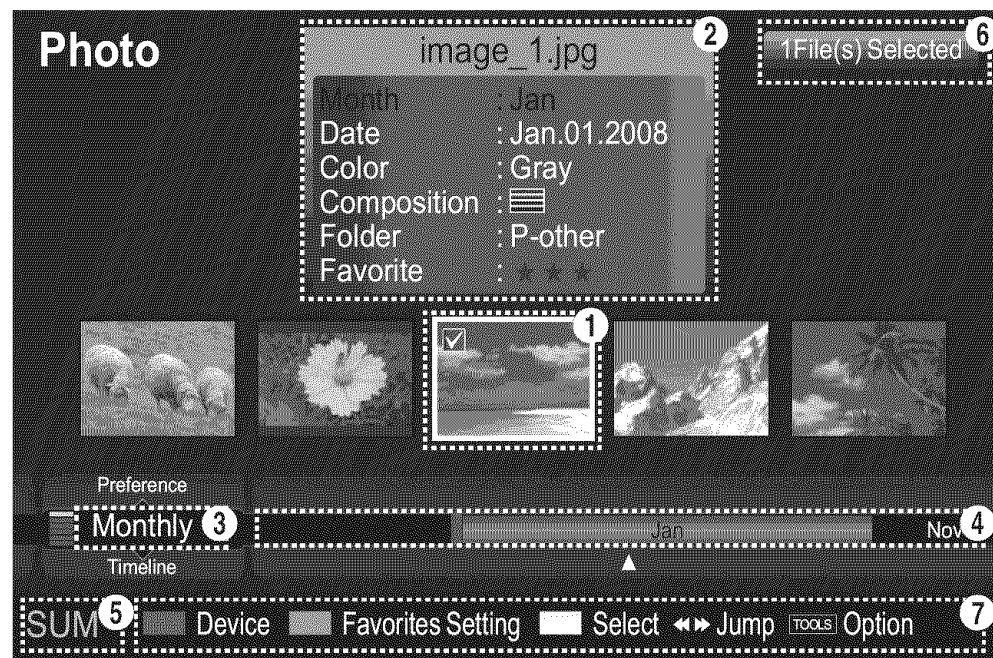 Photo
image_1.jpg
2
1File(s) Selected
6
Month : Jan
Date : Jan.01.2008
Color : Gray
Composition :
Folder : P-other
Favorite : ★ ★ ★
1
Preference
Monthly 3
Jan
Nov
4
Timeline
SUM 5
Device Favorites Setting Select ◀◀ ▶▶ Jump TOOLS Option
7